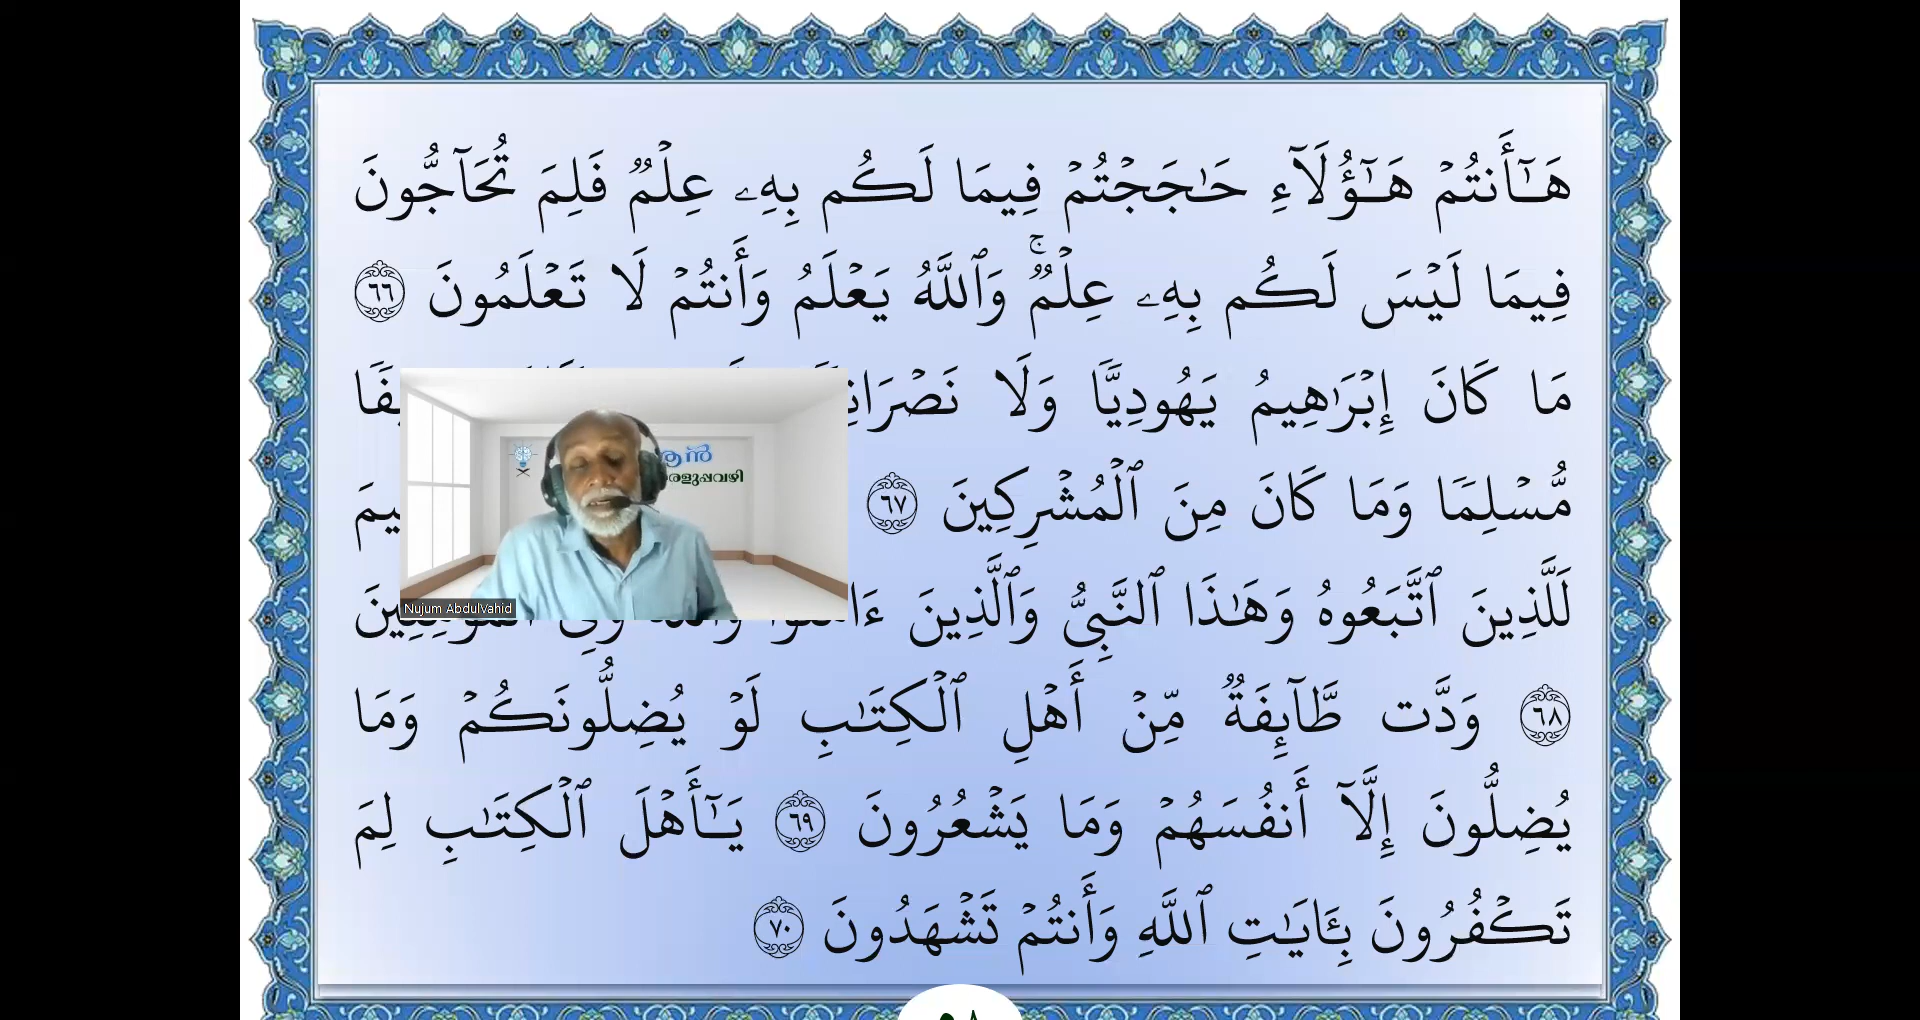 هَـٰٓأَنتُمۡ هَـٰٓؤُلَآءِ حَـٰجَجۡتُمۡ فِيمَا لَكُم بِهِۦ عِلۡمٞ فَلِمَ تُحَآجُّونَ
فِيمَا لَيۡسَ لَكُم بِهِۦ عِلۡمٞۚ وَٱللَّهُ يَعۡلَمُ وَأَنتُمۡ لَا تَعۡلَمُونَ ٦٦
مَا كَانَ إِبۡرَٰهِيمُ يَهُودِيّٗا وَلَا
مُّسۡلِمٗا وَمَا كَانَ مِنَ ٱلۡمُشۡرِكِينَ ٦٧
لَلَّذِينَ ٱتَّبَعُوهُ وَهَـٰذَا ٱلنَّبِيُّ وَٱلَّذِينَ
٦٨ وَدَّت طَّآئِفَةٞ مِّنۡ أَهۡلِ ٱلۡكِتَـٰبِ لَوۡ يُضِلُّونَكُمۡ وَمَا
يُضِلُّونَ إِلَّآ أَنفُسَهُمۡ وَمَا يَشۡعُرُونَ ٦٩ يَـٰٓأَهۡلَ ٱلۡكِتَـٰبِ لِمَ
تَكۡفُرُونَ بِـَٔايَـٰتِ ٱللَّهِ وَأَنتُمۡ تَشۡهَدُونَ ٧٠
Nujum AbdulVahid